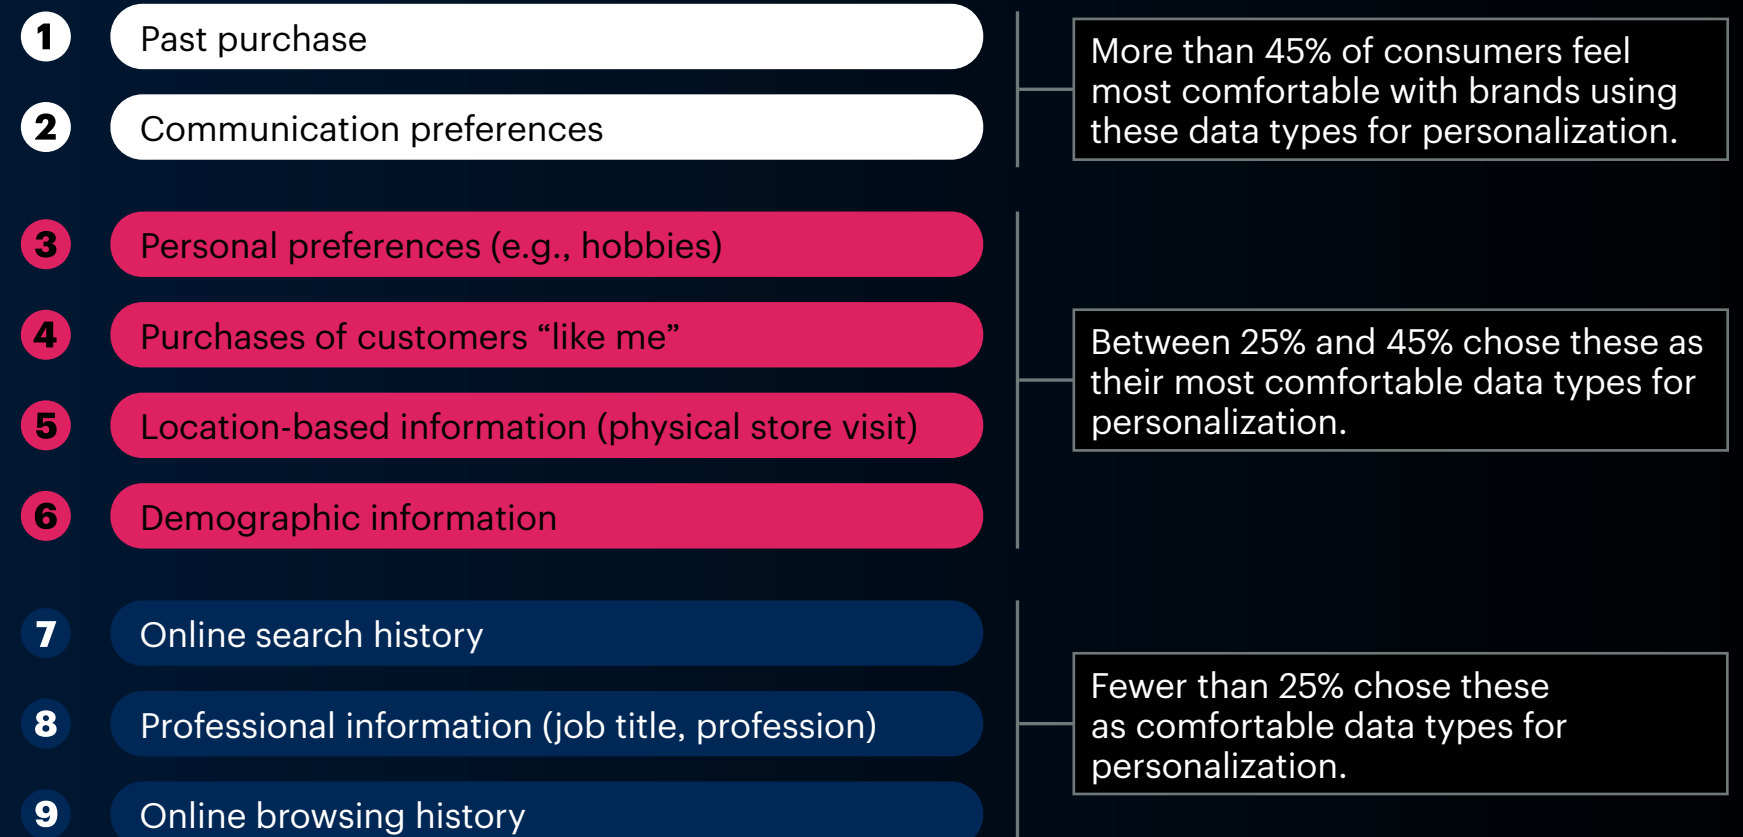 1 Past purchase
2 Communication preferences
More than 45% of consumers feel
most comfortable with brands using
these data types for personalization.
3 Personal preferences (e.g., hobbies)
4 Purchases of customers “like me”
5 Location-based information (physical store visit)
6 Demographic information
Between 25% and 45% chose these as
their most comfortable data types for
personalization.
7 Online search history
8 Professional information (job title, profession)
9 Online browsing history
Fewer than 25% chose these
as comfortable data types for
personalization.